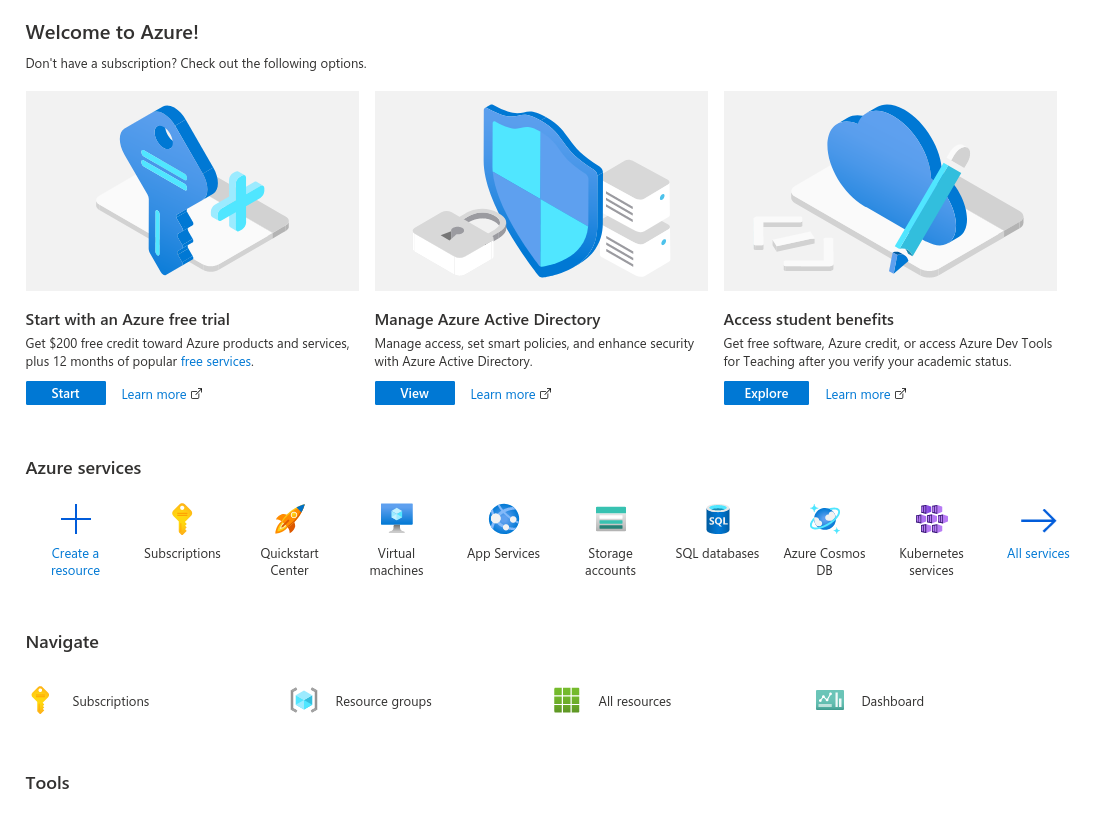 Welcome to Azure!
Don't have a subscription? Check out the following options.
Start with an Azure free trial
Get $200 free credit toward Azure products and services,
plus 12 months of popular free services.
Start
Learn more
Manage Azure Active Directory
Manage access, set smart policies, and enhance security
with Azure Active Directory.
View
Learn more
Access student benefits
Get free software, Azure credit, or access Azure Dev Tools
for Teaching after you verify your academic status.
Explore
Learn more
Azure services
Create a
resource
Subscriptions
Quickstart
Center
Virtual
machines
App Services
Storage
accounts
SQL
SQL databases
Azure Cosmos
DB
Kubernetes
services
All services
Navigate
Subscriptions
Resource groups
All resources
Dashboard
Tools